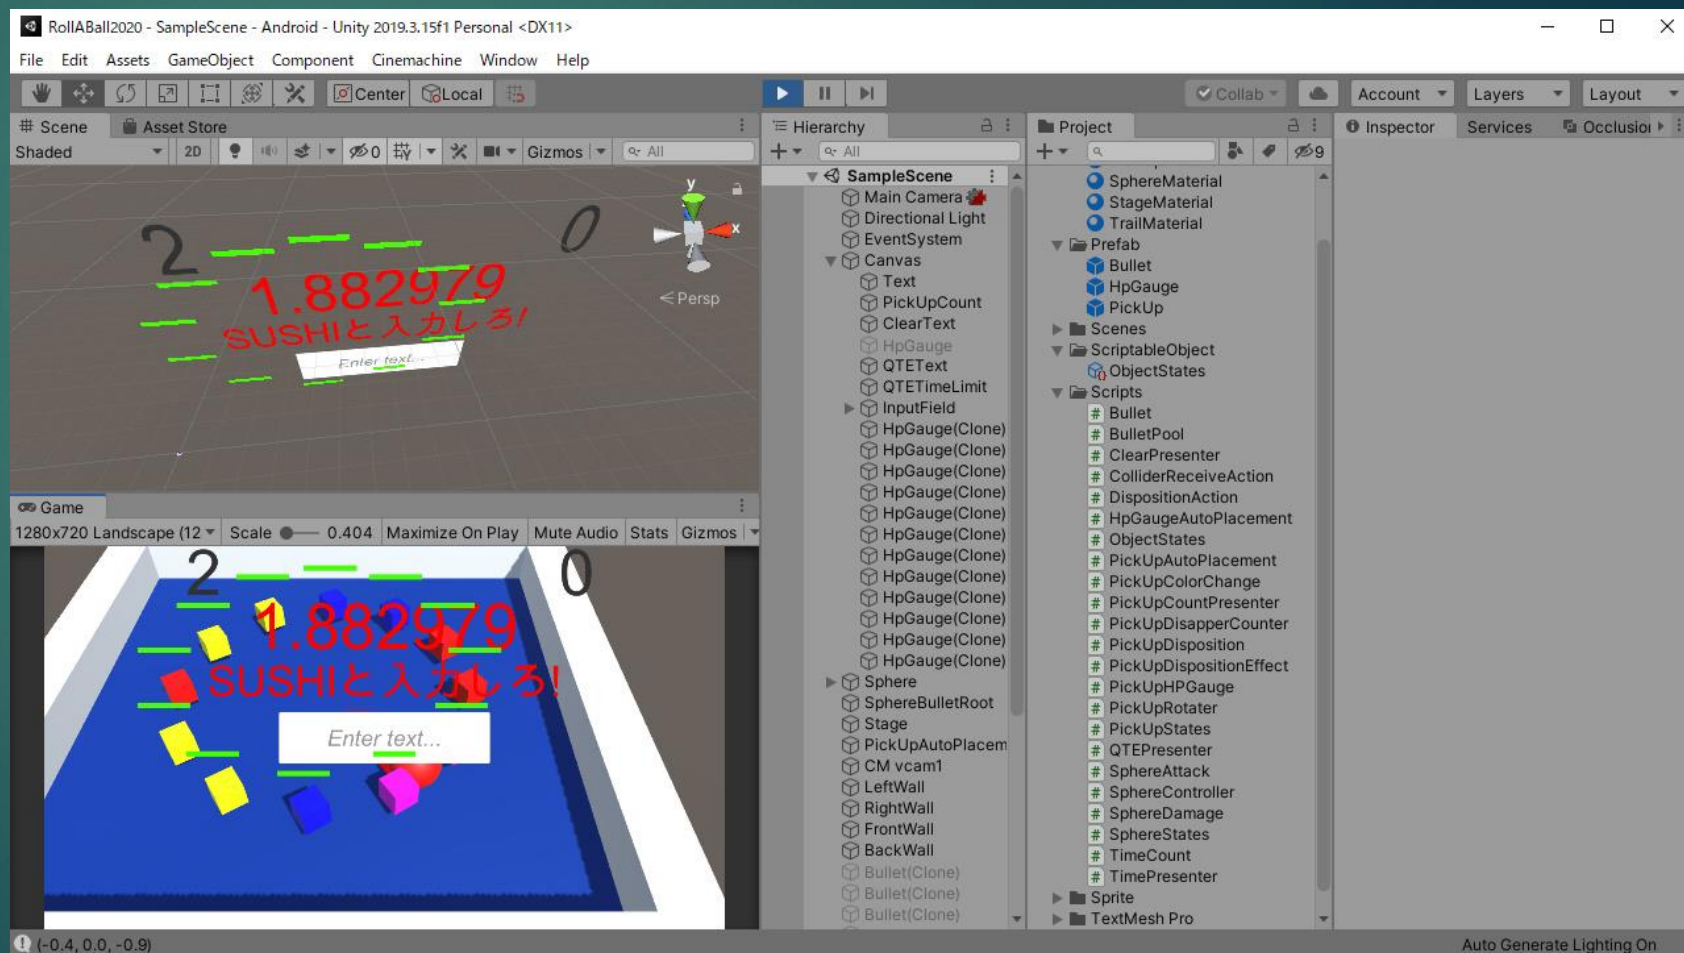 RollABall2020 - SampleScene - Android - Unity 2019.3.15f1 Personal <DX11>
File Edit Assets GameObject Component Cinemachine Window Help
Center Local
Collab Account Layers Layout
Scene Asset Store
Shaded 2D 0 Gizmos All
y
x
Persp
2 0
1.882979
SUSHIと入力しろ!
Enter text...
Game
1280x720 Landscape (12 Scale 0.404 Maximize On Play Mute Audio Stats Gizmos
2 0
1.882979
SUSHIと入力しろ!
Enter text...
Hierarchy
All
SampleScene
Main Camera
Directional Light
EventSystem
Canvas
Text
PickUpCount
ClearText
HpGauge
QTEText
QTETimeLimit
InputField
HpGauge(Clone)
HpGauge(Clone)
HpGauge(Clone)
HpGauge(Clone)
HpGauge(Clone)
HpGauge(Clone)
HpGauge(Clone)
HpGauge(Clone)
HpGauge(Clone)
HpGauge(Clone)
HpGauge(Clone)
HpGauge(Clone)
Sphere
SphereBulletRoot
Stage
PickUpAutoPlacem
CM vcam1
LeftWall
RightWall
FrontWall
BackWall
Bullet(Clone)
Bullet(Clone)
Bullet(Clone)
Project
9
SphereMaterial
StageMaterial
TrailMaterial
Prefab
Bullet
HpGauge
PickUp
Scenes
ScriptableObject
ObjectStates
Scripts
Bullet
BulletPool
ClearPresenter
ColliderReceiveAction
DispositionAction
HpGaugeAutoPlacement
ObjectStates
PickUpAutoPlacement
PickUpColorChange
PickUpCountPresenter
PickUpDisapperCounter
PickUpDisposition
PickUpDispositionEffect
PickUpHPGauge
PickUpRotater
PickUpStates
QTEPresenter
SphereAttack
SphereController
SphereDamage
SphereStates
TimeCount
TimePresenter
Sprite
TextMesh Pro
Inspector Services Occlusion
(-0.4, 0.0, -0.9)
Auto Generate Lighting On